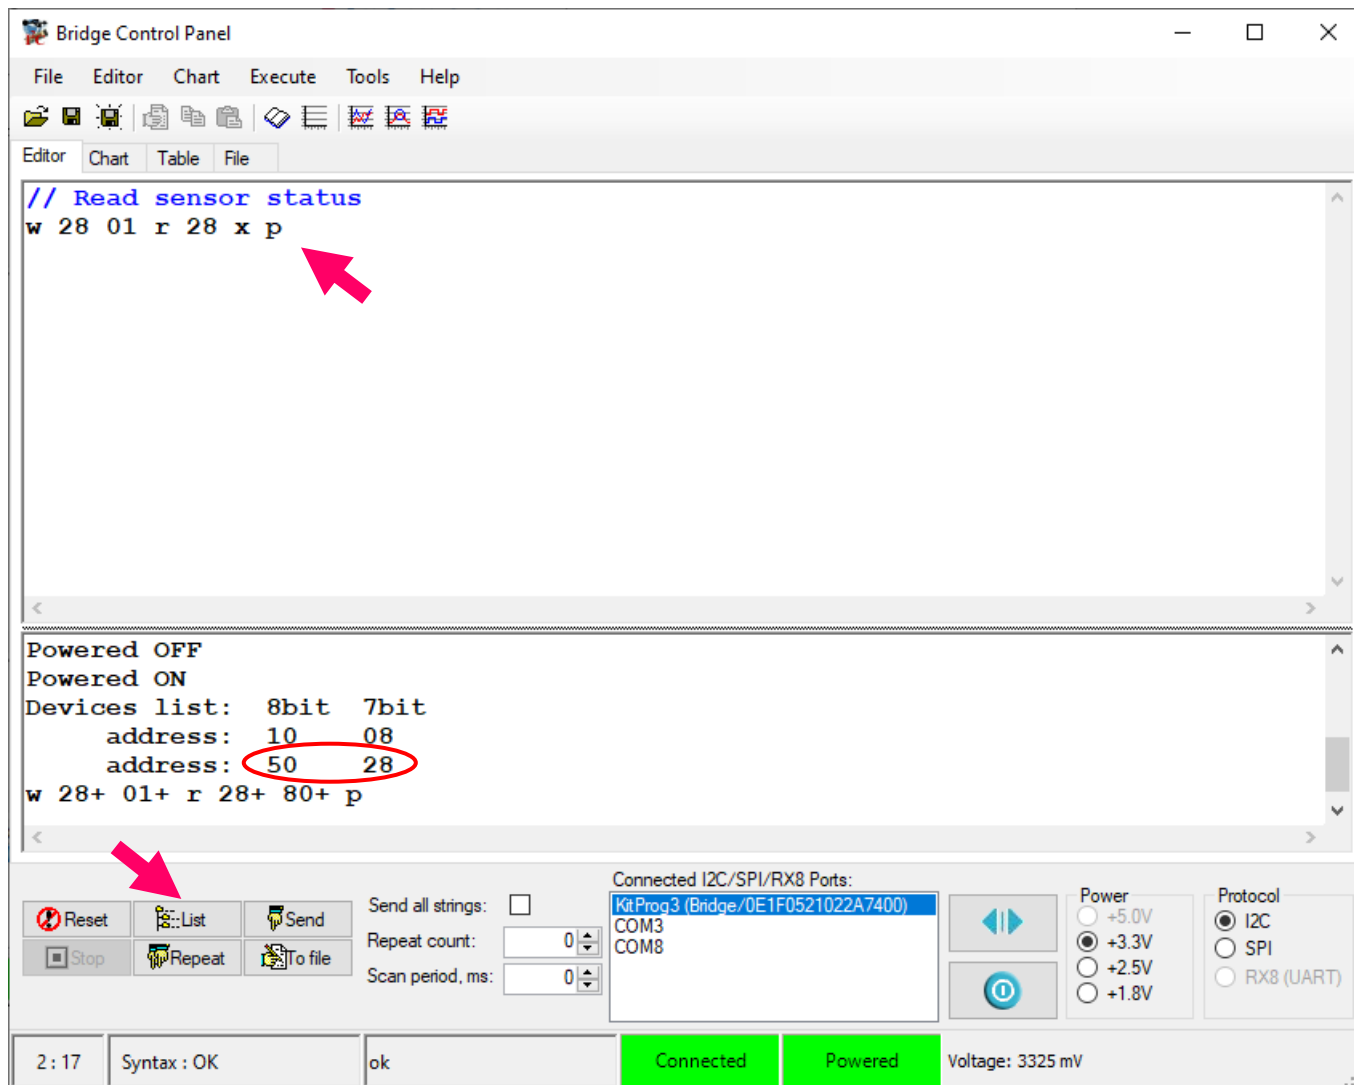 Bridge Control Panel
File Editor Chart Execute Tools Help
Editor Chart Table File
// Read sensor status
w 28 01 r 28 x p
Powered OFF
Powered ON
Devices list: 8bit 7bit
address: 10 08
address: 50 28
w 28+ 01+ r 28+ 80+ p
Reset List Send
Stop Repeat To file
Send all strings:
Repeat count: 0
Scan period, ms: 0
Connected I2C/SPI/RX8 Ports:
KitProg3 (Bridge/0E1F0521022A7400)
COM3
COM8
Power
+5.0V
+3.3V
+2.5V
+1.8V
Protocol
I2C
SPI
RX8 (UART)
2 : 17 Syntax : OK ok Connected Powered Voltage: 3325 mV